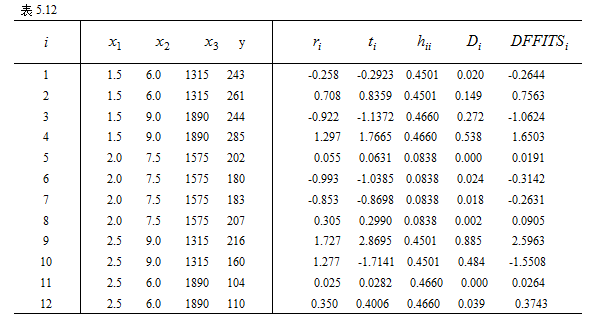 表 5.12
i x1 x2 x3 y ri ti hii Di DFFITSi
1 1.5 6.0 1315 243 -0.258 -0.2923 0.4501 0.020 -0.2644
2 1.5 6.0 1315 261 0.708 0.8359 0.4501 0.149 0.7563
3 1.5 9.0 1890 244 -0.922 -1.1372 0.4660 0.272 -1.0624
4 1.5 9.0 1890 285 1.297 1.7665 0.4660 0.538 1.6503
5 2.0 7.5 1575 202 0.055 0.0631 0.0838 0.000 0.0191
6 2.0 7.5 1575 180 -0.993 -1.0385 0.0838 0.024 -0.3142
7 2.0 7.5 1575 183 -0.853 -0.8698 0.0838 0.018 -0.2631
8 2.0 7.5 1575 207 0.305 0.2990 0.0838 0.002 0.0905
9 2.5 9.0 1315 216 1.727 2.8695 0.4501 0.885 2.5963
10 2.5 9.0 1315 160 1.277 -1.7141 0.4501 0.484 -1.5508
11 2.5 6.0 1890 104 0.025 0.0282 0.4660 0.000 0.0264
12 2.5 6.0 1890 110 0.350 0.4006 0.4660 0.039 0.3743